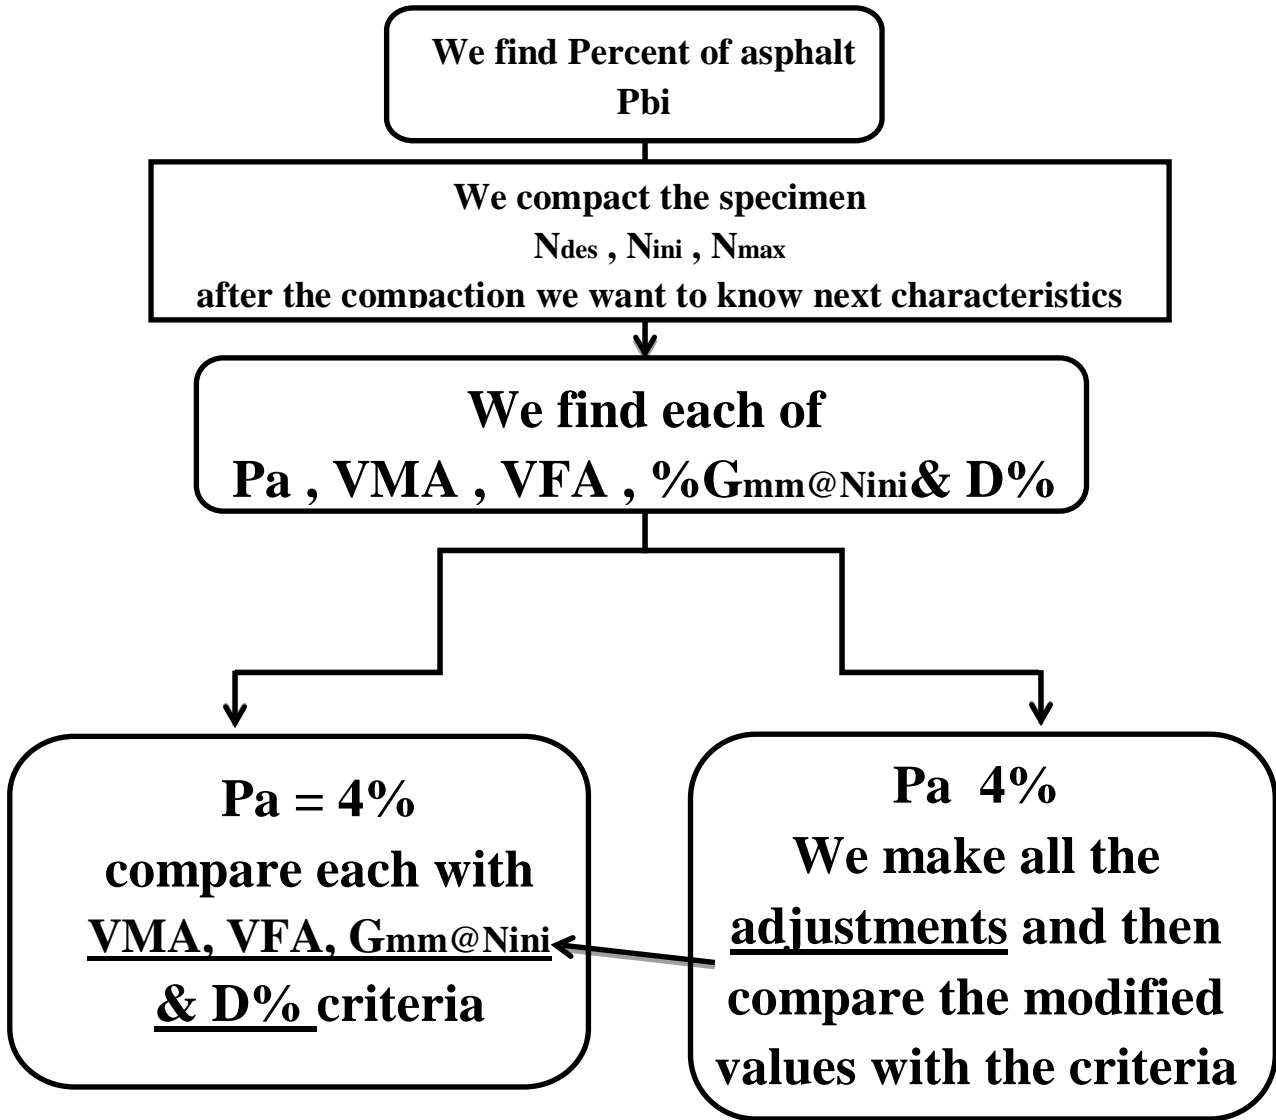 We find Percent of asphalt
Pbi
We compact the specimen
Ndes , Nini , Nmax
after the compaction we want to know next characteristics
We find each of
Pa , VMA , VFA , %Gmm@Nini& D%
Pa = 4%
compare each with
VMA, VFA, Gmm@Nini
& D% criteria
Pa 4%
We make all the
adjustments and then
compare the modified
values with the criteria